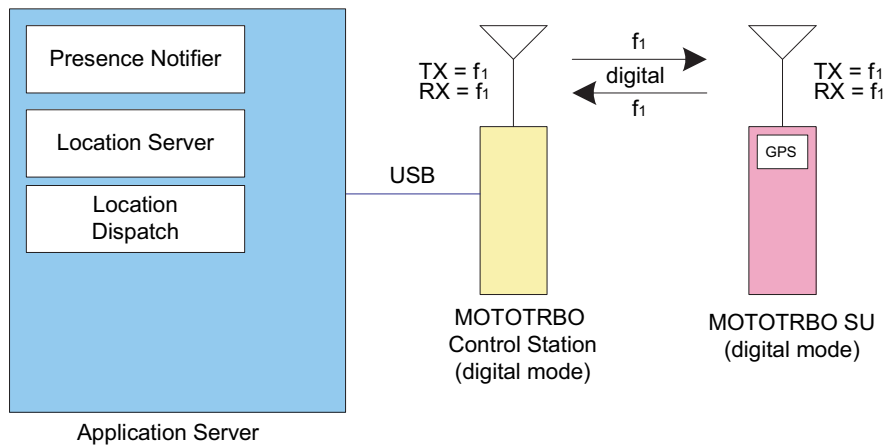 Presence Notifier
Location Server
Location
Dispatch
Application Server
USB
TX = f1
RX = f1
MOTOTRBO
Control Station
(digital mode)
f1
digital
f1
TX = f1
RX = f1
GPS
MOTOTRBO SU
(digital mode)